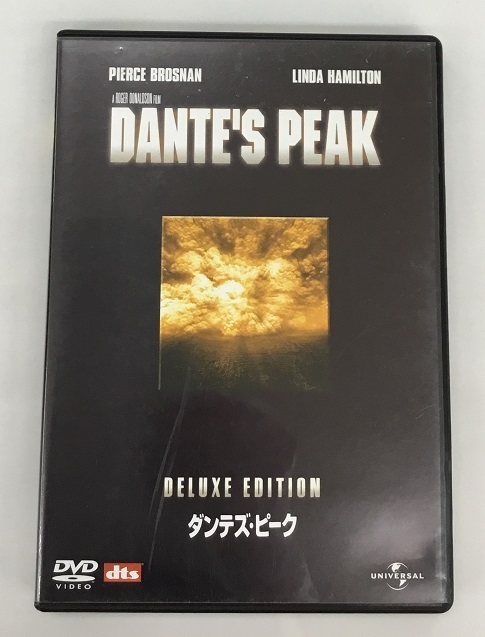 PIERCE BROSNAN LINDA HAMILTON
A ROGER DONALDSON FILM
DANTE'S PEAK
DELUXE EDITION
ダンテズ・ピーク
DVD
VIDEO
dts
UNIVERSAL